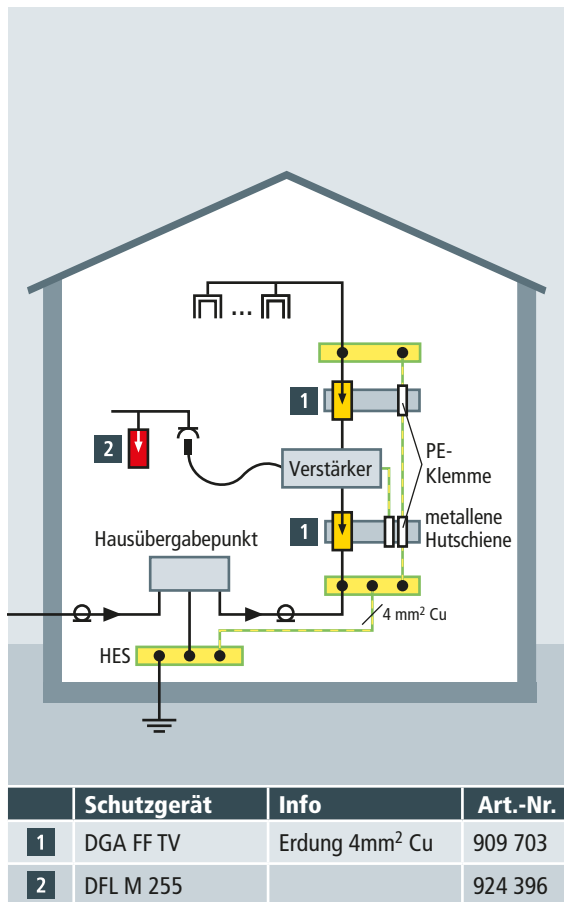 ...
1
2
Verstärker
PE-
Klemme
1
metallene
Hutschiene
Hausübergabepunkt
4 mm² Cu
HES
Schutzgerät Info Art.-Nr.
1 DGA FF TV Erdung 4mm² Cu 909 703
2 DFL M 255 924 396